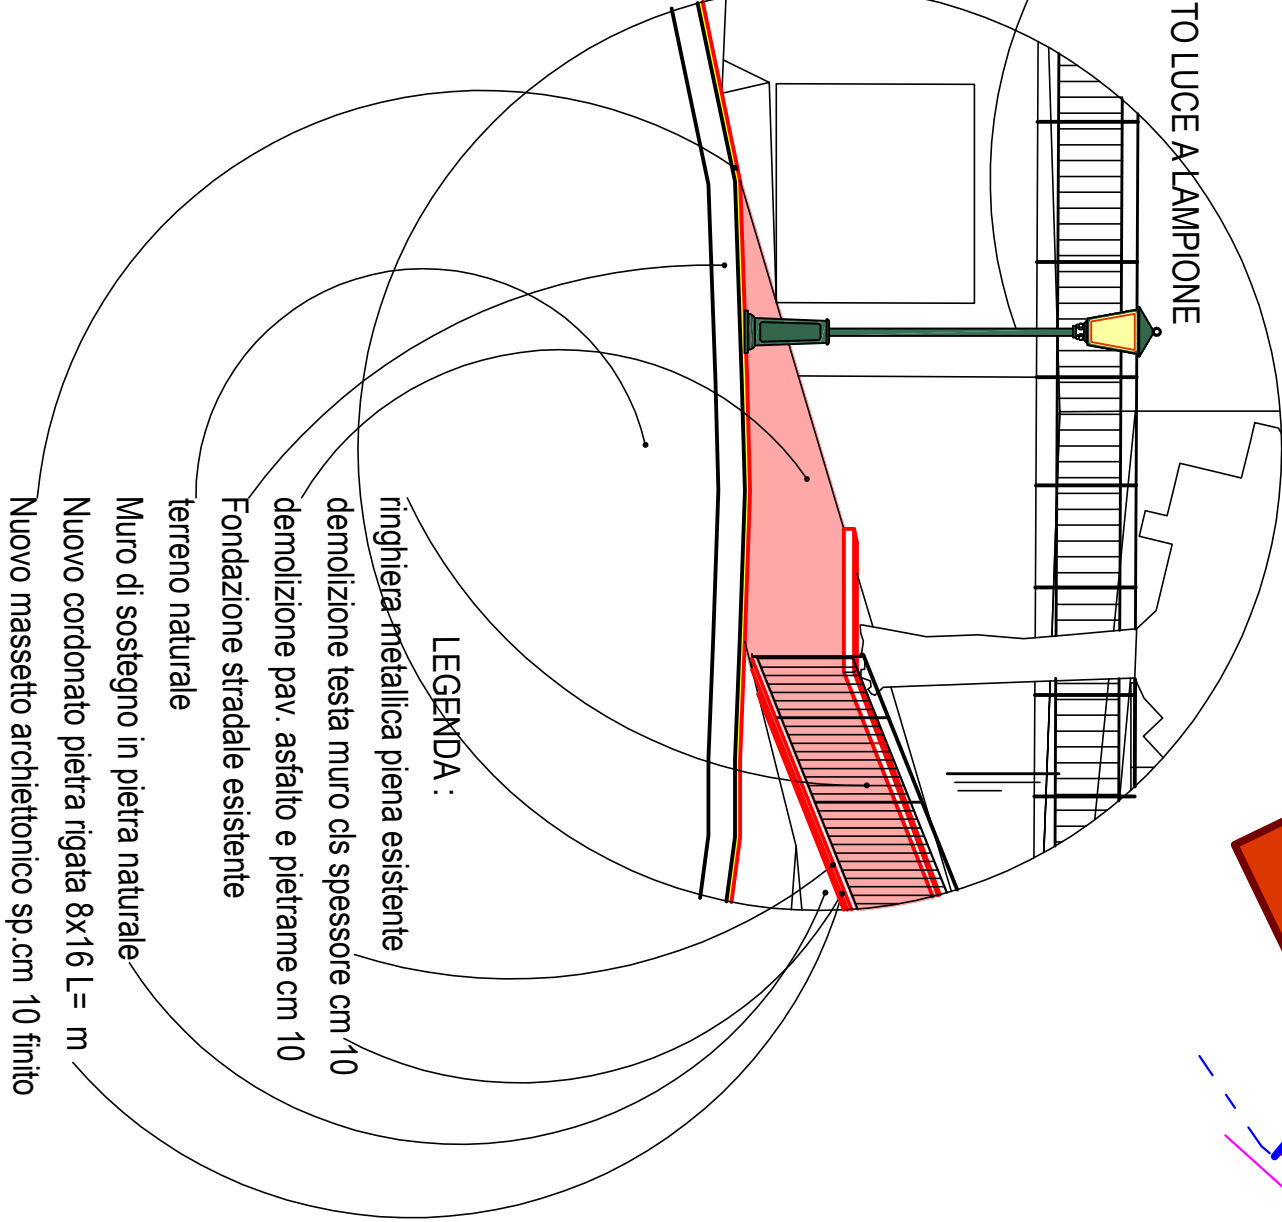 TO LUCE A LAMPIONE
LEGENDA :
ringhiera metallica piena esistente
demolizione testa muro cls spessore cm 10
demolizione pav. asfalto e pietrame cm 10
Fondazione stradale esistente
terreno naturale
Muro di sostegno in pietra naturale
Nuovo cordonato pietra rigata 8x16 L= m
Nuovo massetto archiettonico sp.cm 10 finito